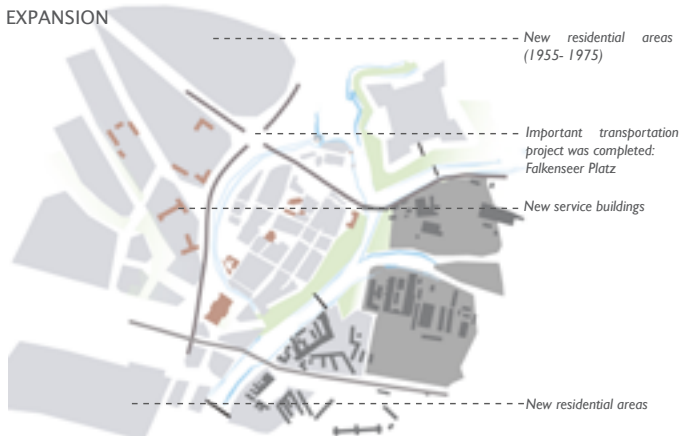 EXPANSION
New residential areas
(1955- 1975)
Important transportation
project was completed:
Falkenseer Platz
New service buildings
New residential areas